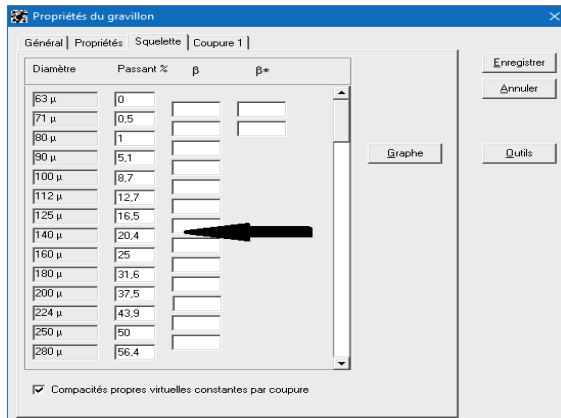 Propriétés du gravillon
Général Propriétés Squelette Coupure 1
Diamètre Passant % β β*
63 µ 0
71 µ 0,5
80 µ 1
90 µ 5,1
100 µ 8,7
112 µ 12,7
125 µ 16,5
140 µ 20,4
160 µ 25
180 µ 31,6
200 µ 37,5
224 µ 43,9
250 µ 50
280 µ 56,4
Compacités propres virtuelles constantes par coupure
Graphe
Enregistrer
Annuler
Outils